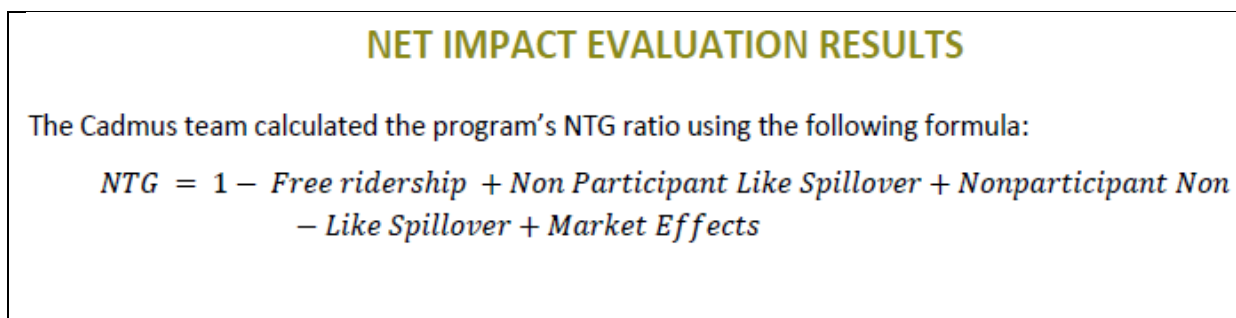 NET IMPACT EVALUATION RESULTS
The Cadmus team calculated the program's NTG ratio using the following formula:
NTG = 1 − Free ridership + Non Participant Like Spillover + Nonparticipant Non
− Like Spillover + Market Effects